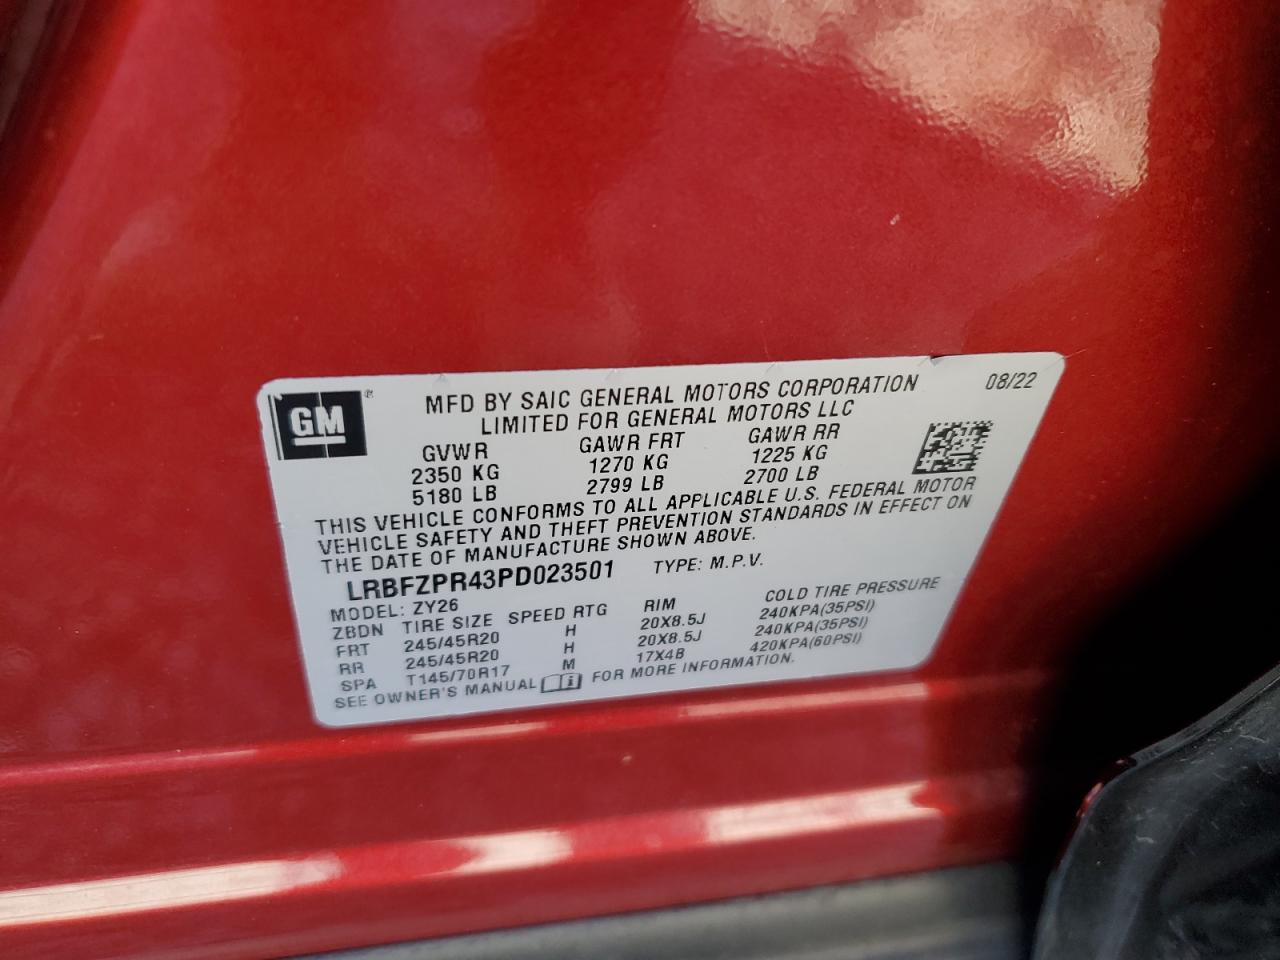 GM ®
MFD BY SAIC GENERAL MOTORS CORPORATION 08/22
LIMITED FOR GENERAL MOTORS LLC
GVWR GAWR FRT GAWR RR
2350 KG 1270 KG 1225 KG
5180 LB 2799 LB 2700 LB
THIS VEHICLE CONFORMS TO ALL APPLICABLE U.S. FEDERAL MOTOR
VEHICLE SAFETY AND THEFT PREVENTION STANDARDS IN EFFECT ON
THE DATE OF MANUFACTURE SHOWN ABOVE.
LRBFZPR43PD023501 TYPE: M.P.V.
MODEL: ZY26
ZBDN TIRE SIZE SPEED RTG RIM COLD TIRE PRESSURE
FRT 245/45R20 H 20X8.5J 240KPA(35PSI)
RR 245/45R20 H 20X8.5J 240KPA(35PSI)
SPA T145/70R17 M 17X4B 420KPA(60PSI)
SEE OWNER'S MANUAL i FOR MORE INFORMATION.